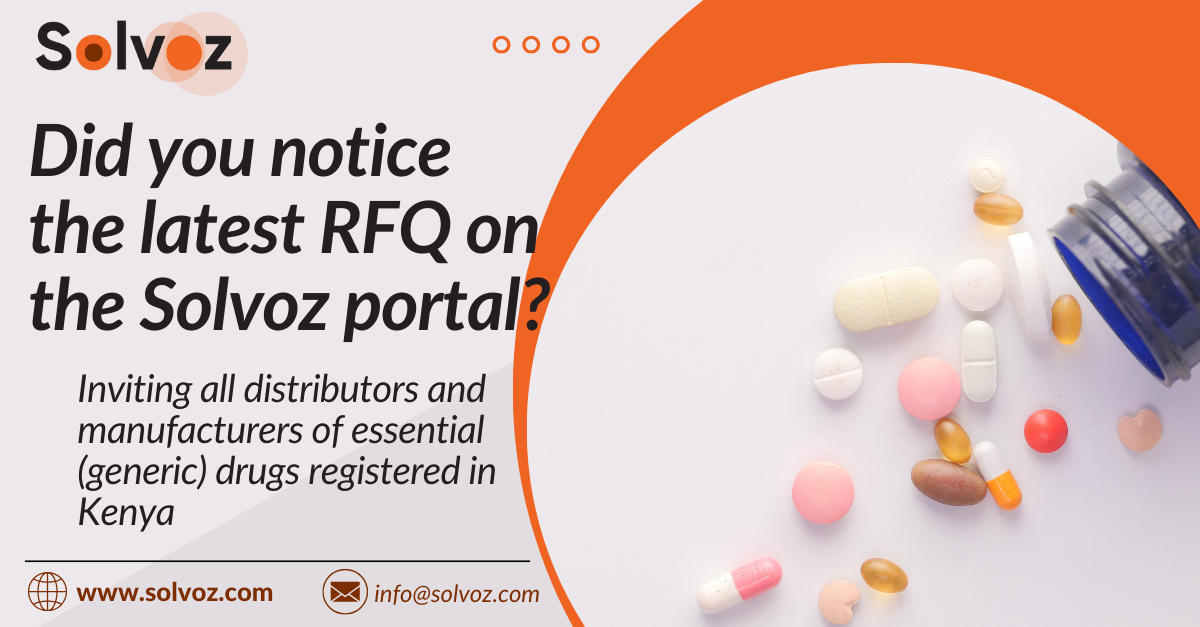 Solvoz
Did you notice
the latest RFQ on
the Solvoz portal?
Inviting all distributors and
manufacturers of essential
(generic) drugs registered in
Kenya
www.solvoz.com
info@solvoz.com